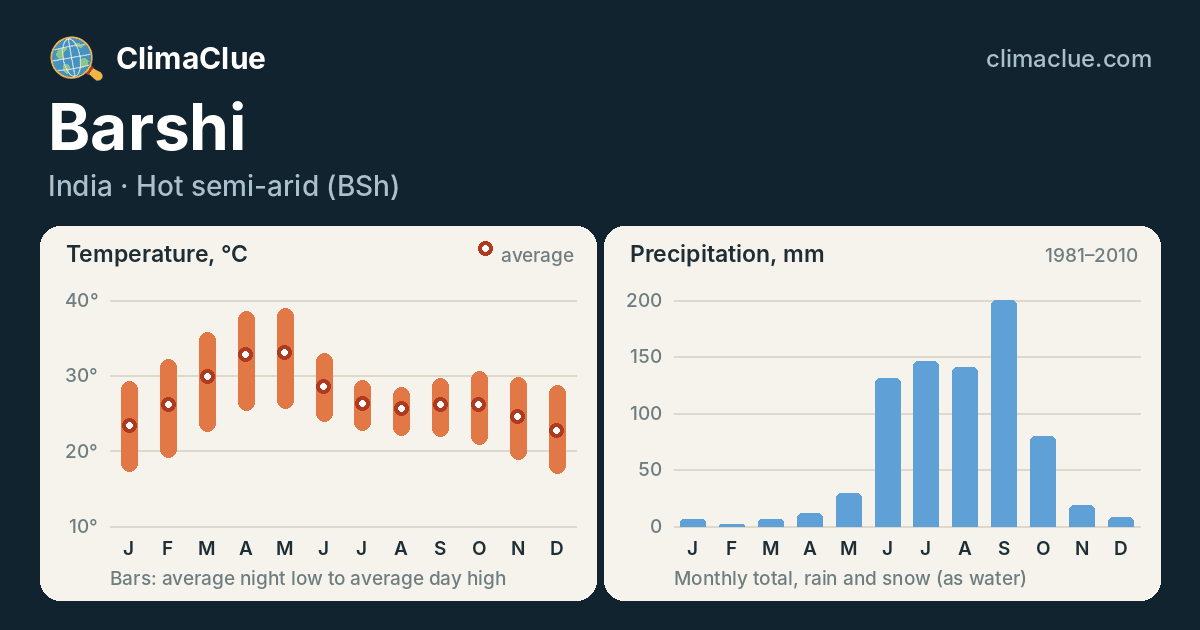 ClimaClue
climaclue.com
Barshi
India · Hot semi-arid (BSh)
Temperature, °C
average
40°
30°
20°
10°
J F M A M J J A S O N D
Bars: average night low to average day high
Precipitation, mm
1981–2010
200
150
100
50
0
J F M A M J J A S O N D
Monthly total, rain and snow (as water)